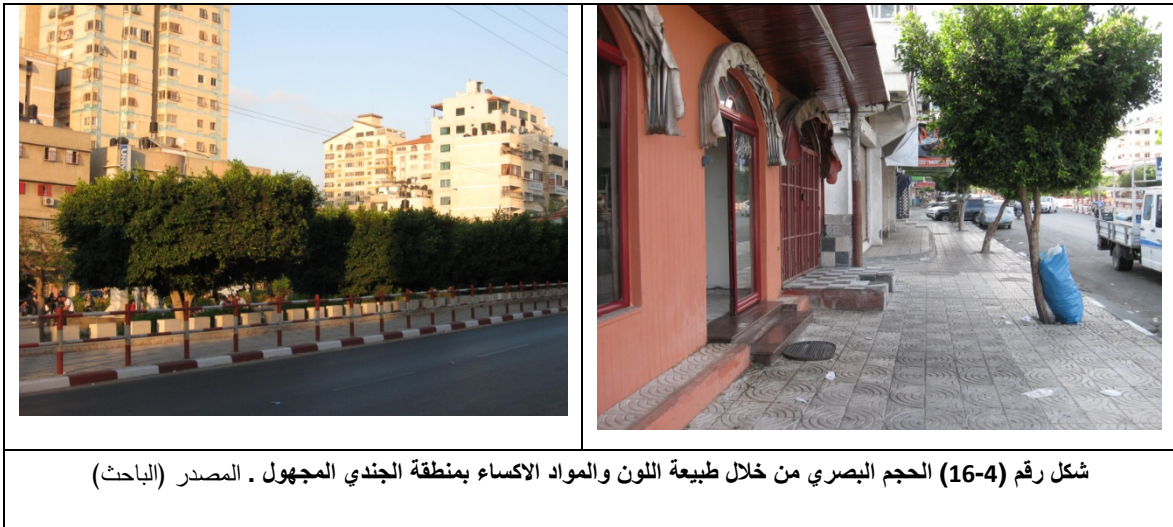 شكل رقم (4-16) الحجم البصري من خلال طبيعة اللون والمواد الاكساء بمنطقة الجندي المجهول . المصدر (الباحث)